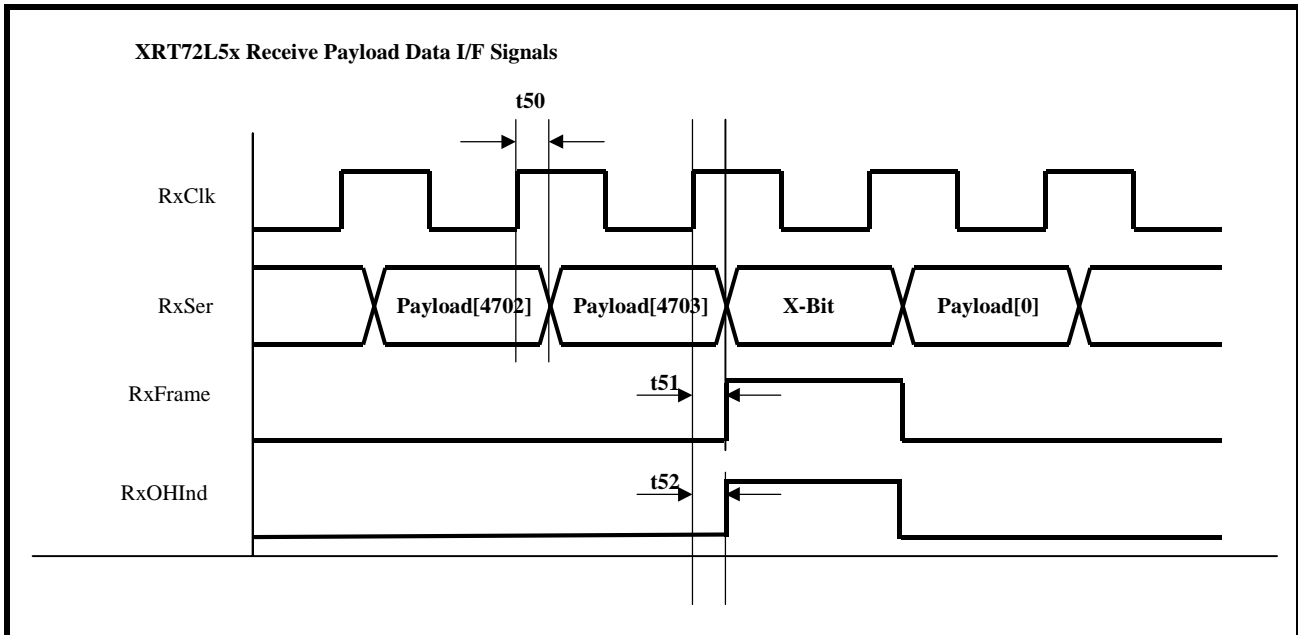 XRT72L5x Receive Payload Data I/F Signals
t50
RxClk
RxSer
Payload[4702]
Payload[4703]
X-Bit
Payload[0]
RxFrame
t51
RxOHInd
t52